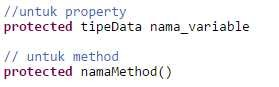 //untuk property
protected tipeData nama_variable
// untuk method
protected namaMethod()